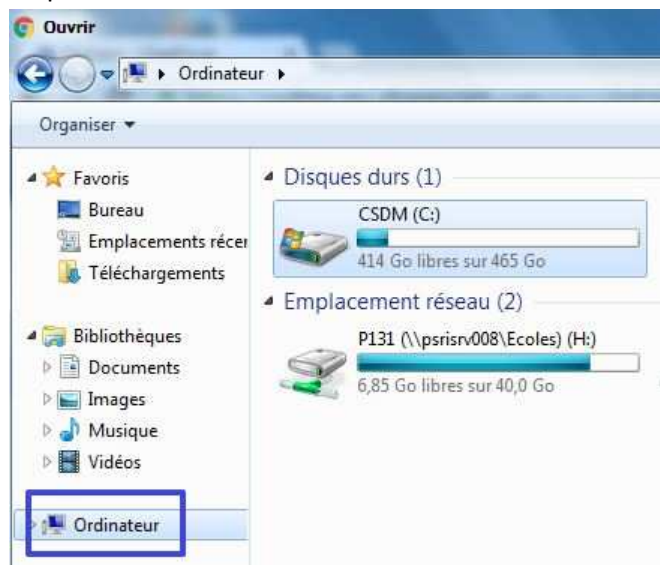 Ouvrir
Ordinateur
Organiser
Favoris
Bureau
Emplacements récer
Téléchargements
Bibliothèques
Documents
Images
Musique
Vidéos
Ordinateur
Disques durs (1)
CSDM (C:)
414 Go libres sur 465 Go
Emplacement réseau (2)
P131 (\\psrisrv008\Ecoles) (H:)
6,85 Go libres sur 40,0 Go